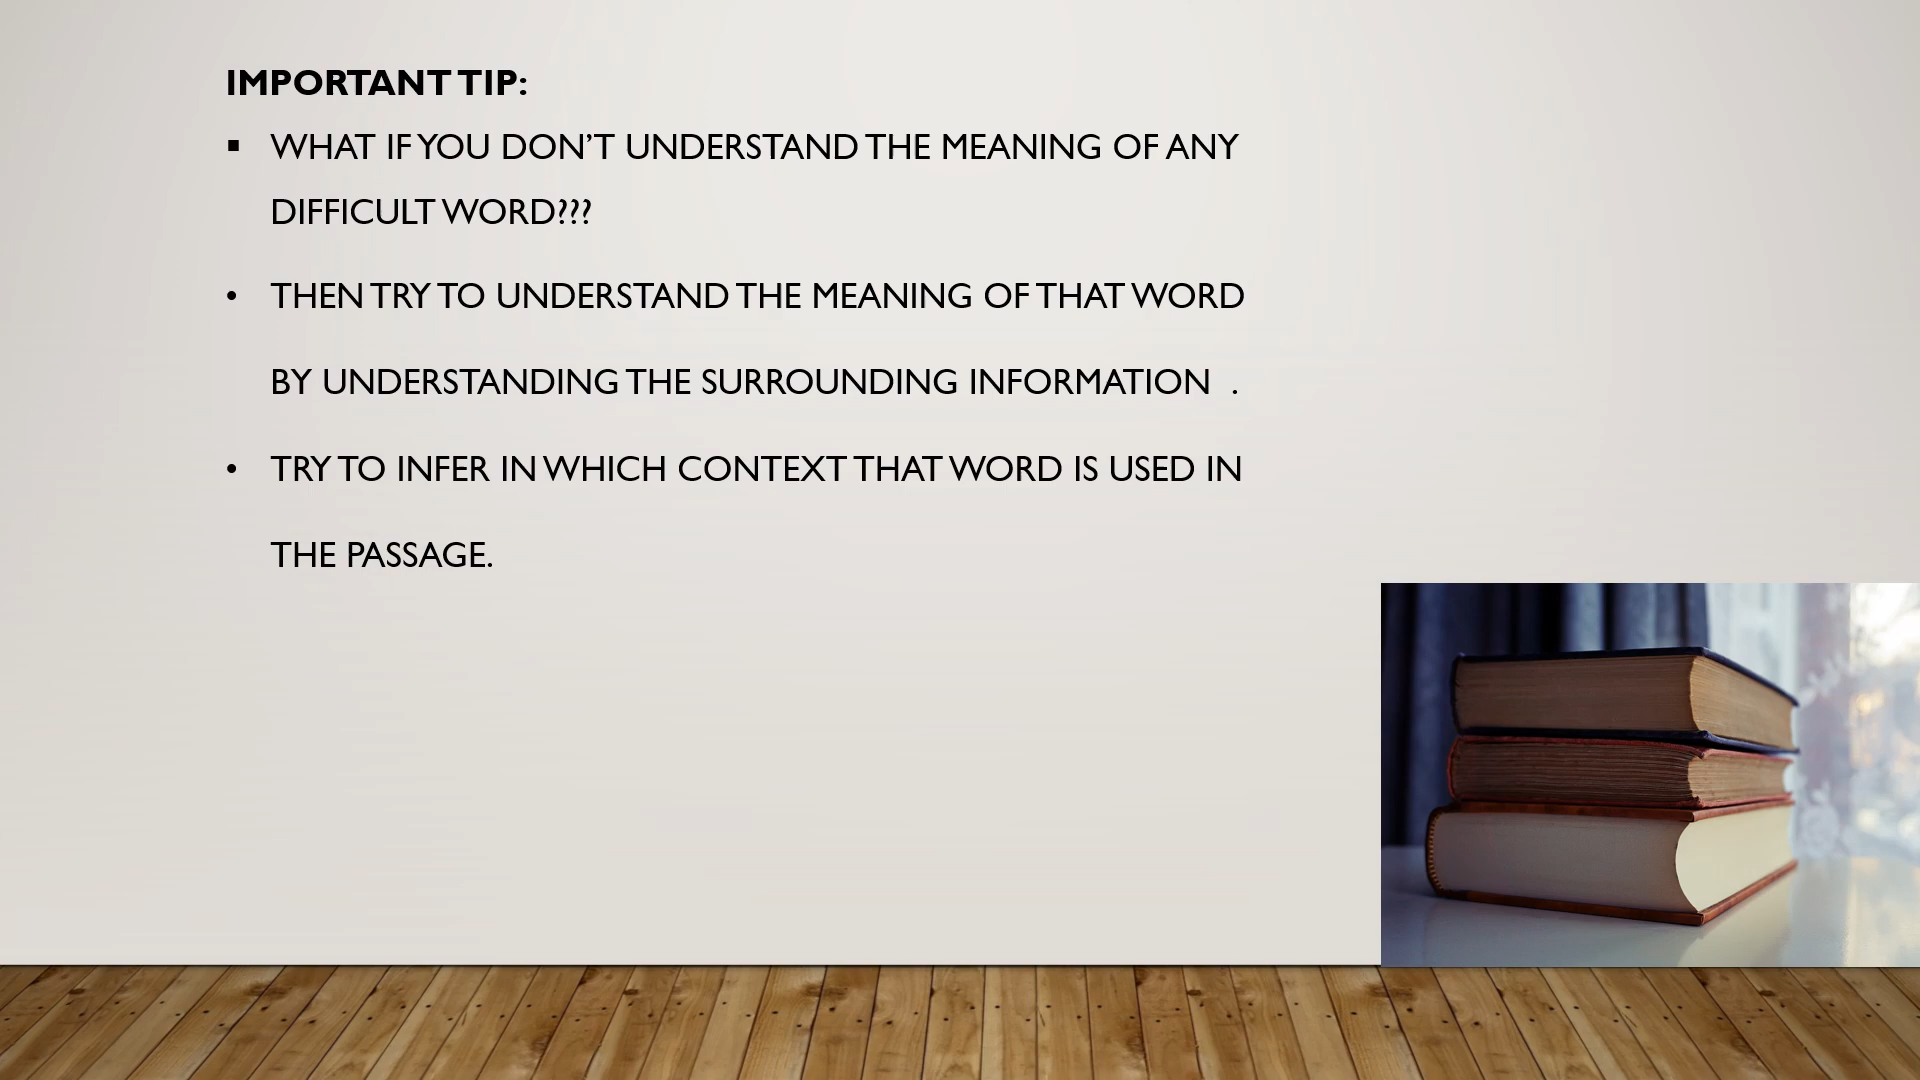 IMPORTANT TIP:
▪ WHAT IF YOU DON’T UNDERSTAND THE MEANING OF ANY
DIFFICULT WORD???
• THEN TRY TO UNDERSTAND THE MEANING OF THAT WORD
BY UNDERSTANDING THE SURROUNDING INFORMATION .
• TRY TO INFER IN WHICH CONTEXT THAT WORD IS USED IN
THE PASSAGE.